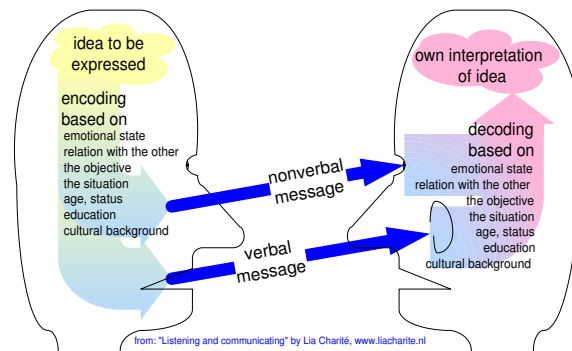 idea to be
expressed
encoding
based on
emotional state
relation with the other
the objective
the situation
age, status
education
cultural background
nonverbal
message
verbal
message
own interpretation
of idea
decoding
based on
emotional state
relation with the other
the objective
the situation
age, status
education
cultural background
from: "Listening and communicating" by Lia Charité, www.liacharite.nl